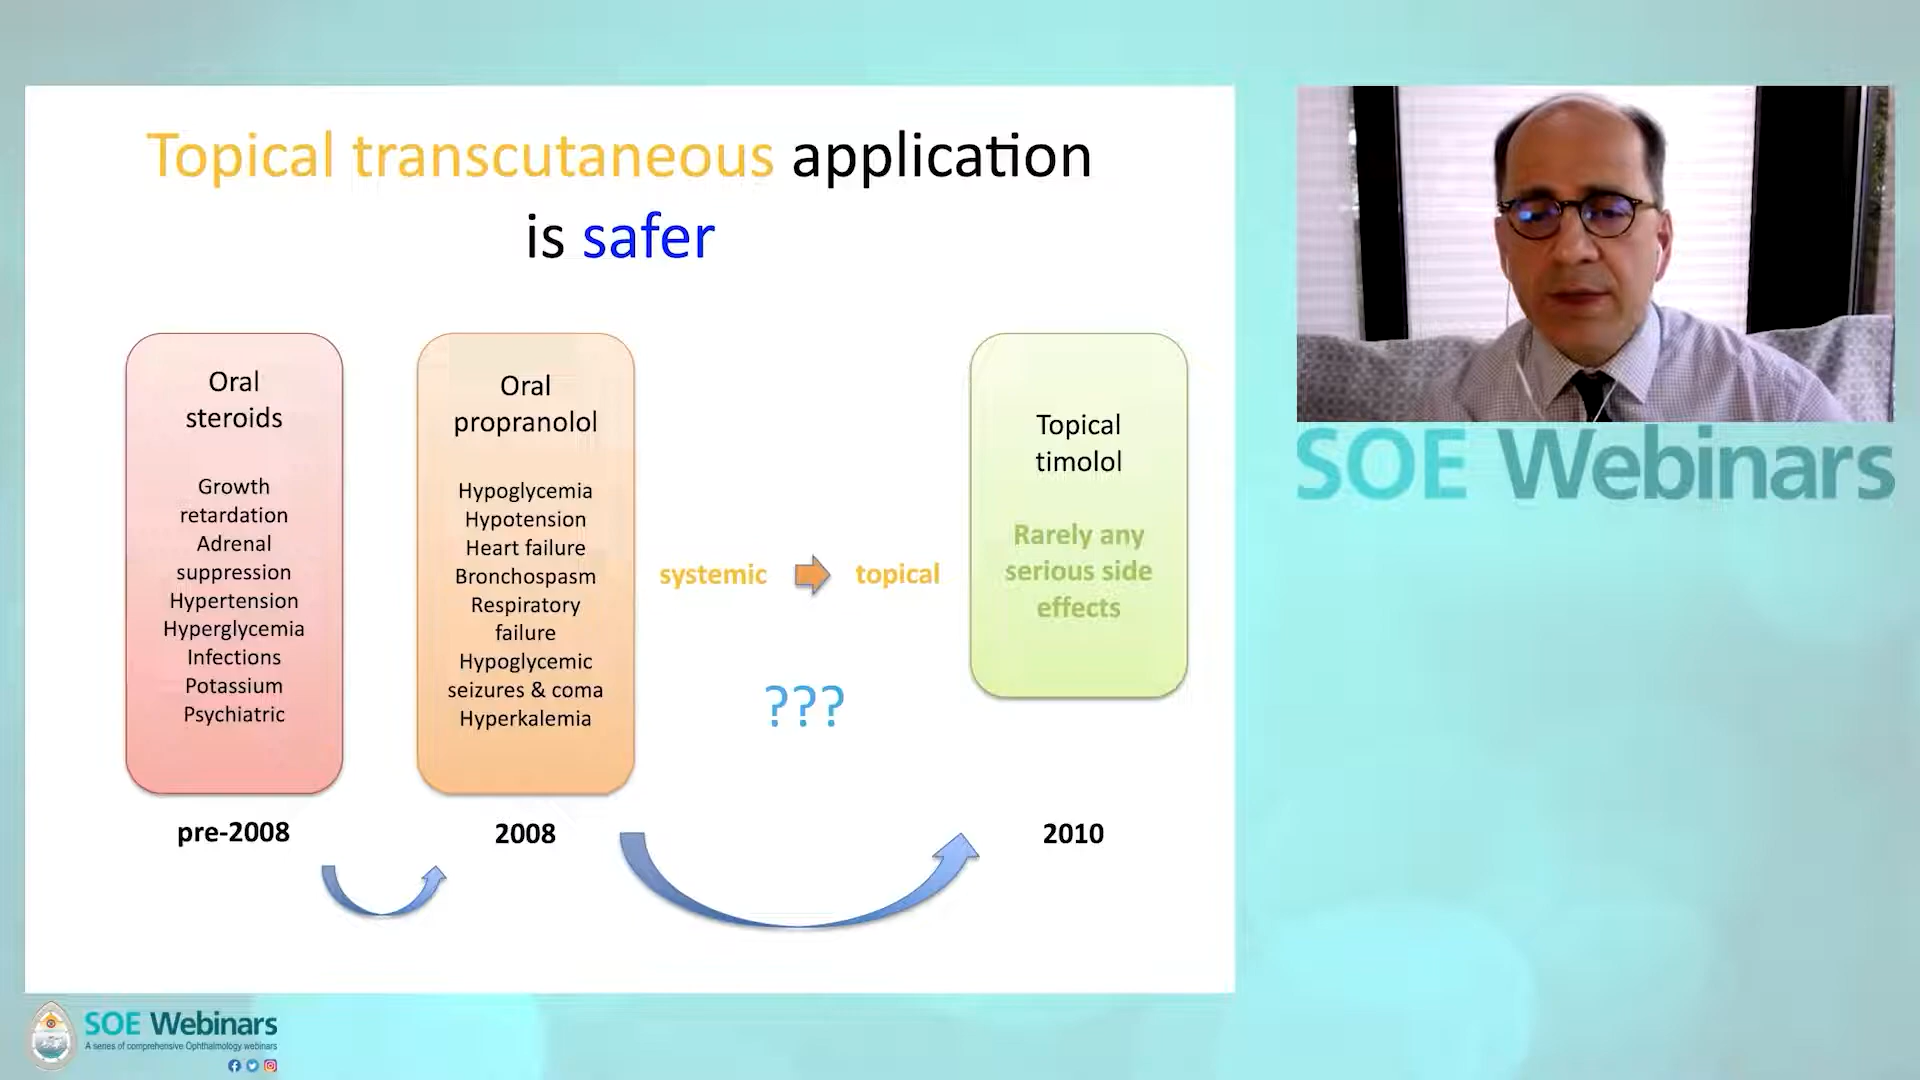 Topical transcutaneous application
is safer
Oral
steroids
Growth
retardation
Adrenal
suppression
Hypertension
Hyperglycemia
Infections
Potassium
Psychiatric
pre-2008
Oral
propranolol
Hypoglycemia
Hypotension
Heart failure
Bronchospasm
Respiratory
failure
Hypoglycemic
seizures & coma
Hyperkalemia
2008
systemic
topical
???
Topical
timolol
Rarely any
serious side
effects
2010
SOE Webinars
SOE Webinars
A series of comprehensive Ophthalmology webinars